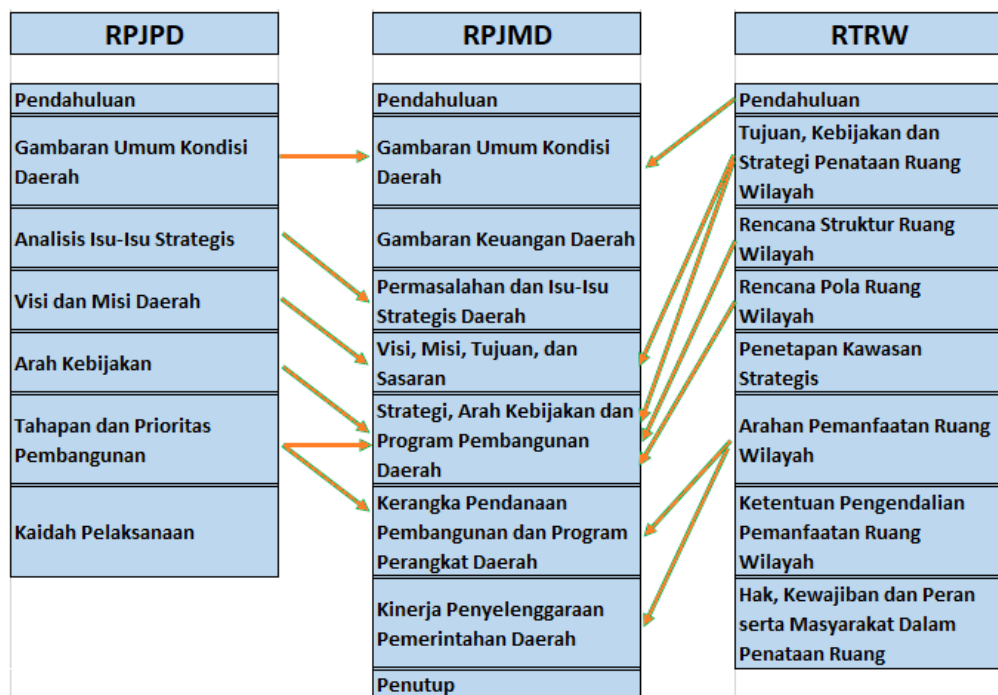 RPJPD
Pendahuluan
Gambaran Umum Kondisi
Daerah
Analisis Isu-Isu Strategis
Visi dan Misi Daerah
Arah Kebijakan
Tahapan dan Prioritas
Pembangunan
Kaidah Pelaksanaan
RPJMD
Pendahuluan
Gambaran Umum Kondisi
Daerah
Gambaran Keuangan Daerah
Permasalahan dan Isu-Isu
Strategis Daerah
Visi, Misi, Tujuan, dan
Sasaran
Strategi, Arah Kebijakan dan
Program Pembangunan
Daerah
Kerangka Pendanaan
Pembangunan dan Program
Perangkat Daerah
Kinerja Penyelenggaraan
Pemerintahan Daerah
Penutup
RTRW
Pendahuluan
Tujuan, Kebijakan dan
Strategi Penataan Ruang
Wilayah
Rencana Struktur Ruang
Wilayah
Rencana Pola Ruang
Wilayah
Penetapan Kawasan
Strategis
Arahan Pemanfaatan Ruang
Wilayah
Ketentuan Pengendalian
Pemanfaatan Ruang
Wilayah
Hak, Kewajiban dan Peran
serta Masyarakat Dalam
Penataan Ruang